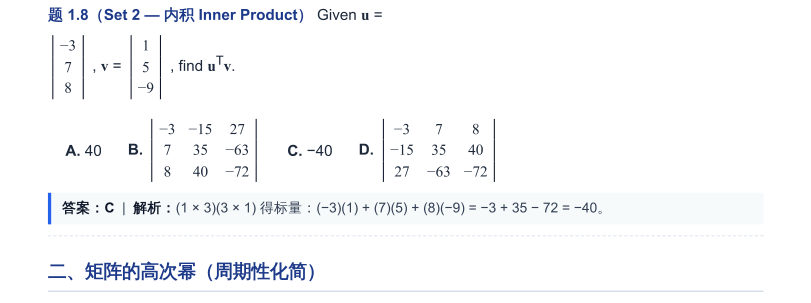 题 1.8（Set 2 — 内积 Inner Product） Given u =
−3
7
8
, v =
1
5
−9
, find uᵀv.
A. 40 B.
−3 −15 27
7 35 −63
8 40 −72
C. −40 D.
−3 7 8
−15 35 40
27 −63 −72
答案：C | 解析：(1 × 3)(3 × 1) 得标量：(−3)(1) + (7)(5) + (8)(−9) = −3 + 35 − 72 = −40。
二、矩阵的高次幂（周期性化简）